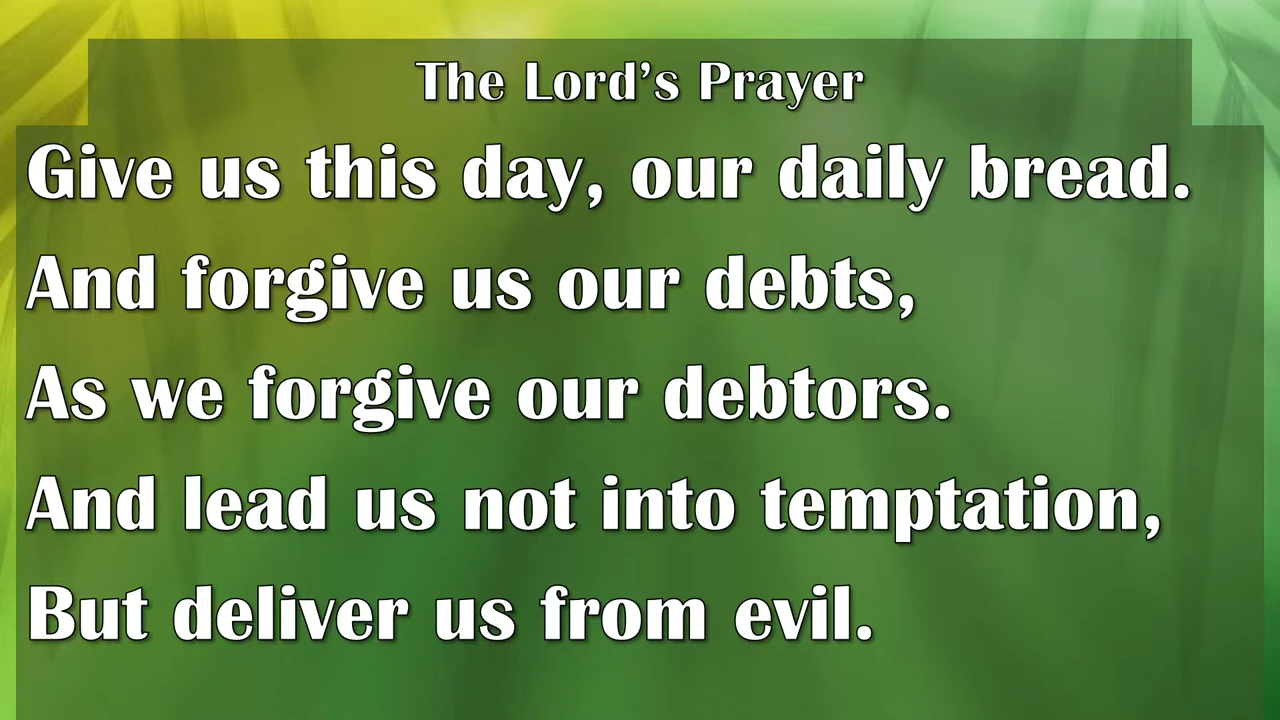 The Lord’s Prayer
Give us this day, our daily bread.
And forgive us our debts,
As we forgive our debtors.
And lead us not into temptation,
But deliver us from evil.